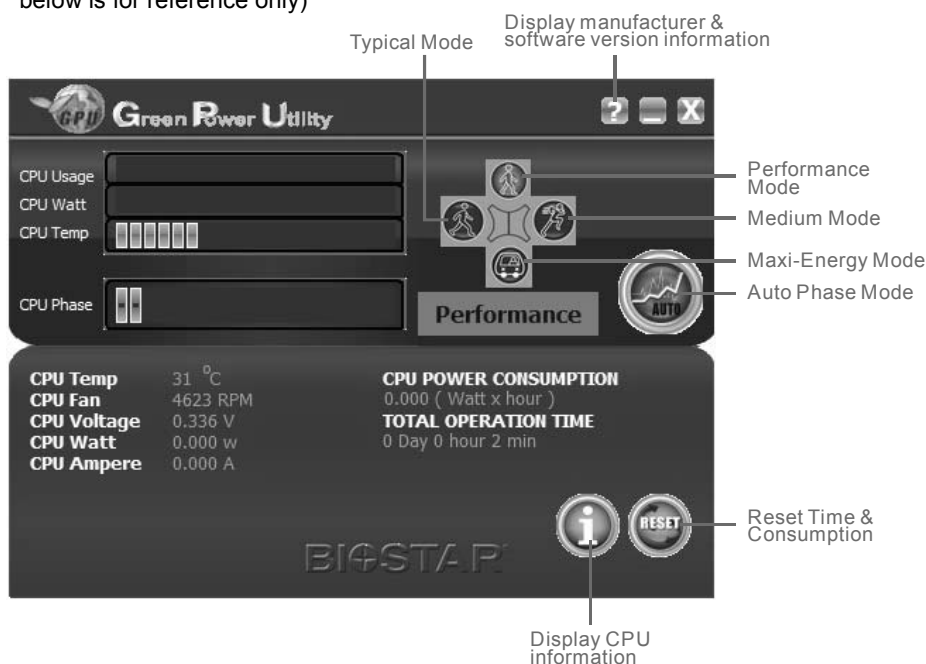 below is for reference only)
Display manufacturer &
software version information
Typical Mode
GPU
Green Power Utility
? _ X
CPU Usage
CPU Watt
CPU Temp
CPU Phase
Performance
AUTO
Performance
Mode
Medium Mode
Maxi-Energy Mode
Auto Phase Mode
CPU Temp 31 °C
CPU Fan 4623 RPM
CPU Voltage 0.336 V
CPU Watt 0.000 w
CPU Ampere 0.000 A
CPU POWER CONSUMPTION
0.000 ( Watt x hour )
TOTAL OPERATION TIME
0 Day 0 hour 2 min
i
RESET
Reset Time &
Consumption
BIOSTAR
Display CPU
information